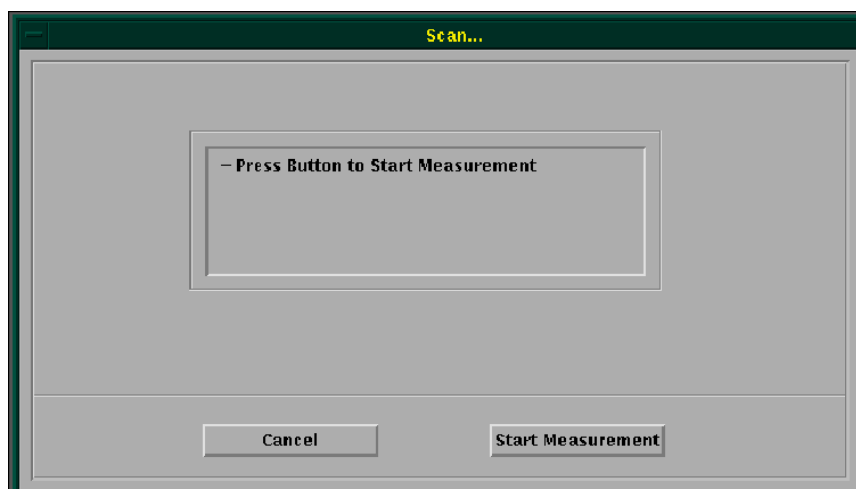 Scan...
– Press Button to Start Measurement
Cancel
Start Measurement